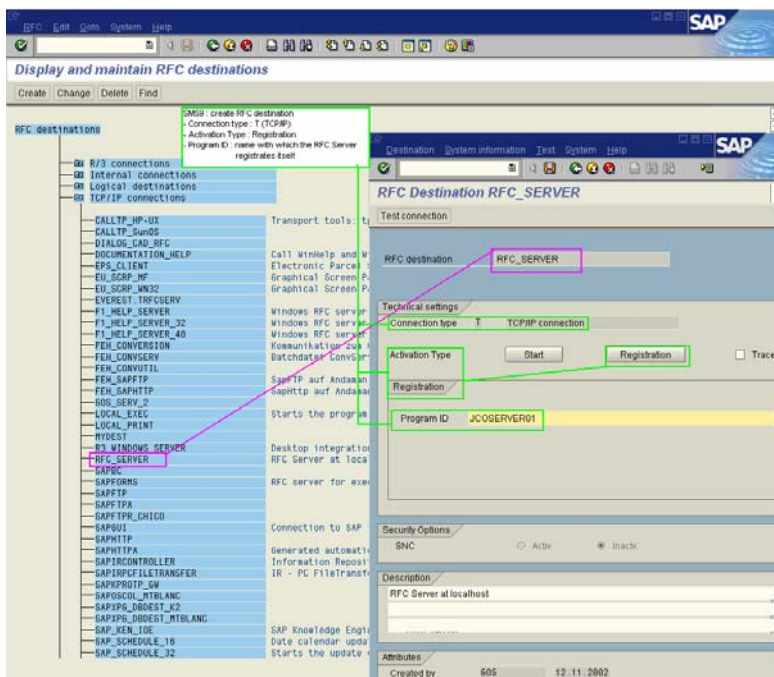 RFC Edit Goto System Help
SAP
Display and maintain RFC destinations
Create Change Delete Find
SM59 : create RFC destination
- Connection type : T (TCP/IP)
- Activation Type : Registration
- Program ID : name with which the RFC Server
registrates itself
RFC destinations
R/3 connections
Internal connections
Logical destinations
TCP/IP connections
CALLTP_HP-UX Transport tools:
CALLTP_SunOS
DIALOG_CAD_RFC
DOCUMENTATION_HELP Call WinHelp and
EPS_CLIENT Electronic Parcel
EU_SCRP_MF Graphical Screen
EU_SCRP_WN32 Graphical Screen
EVEREST.TRFCSERV
F1_HELP_SERVER Windows RFC server
F1_HELP_SERVER_32 Windows RFC server
F1_HELP_SERVER_40 Windows RFC server
FEH_CONVERSION Kommunikation zum
FEH_CONVSERV Batchdater ConvSer
FEH_CONVUTIL
FEH_SAPFTP SapFTP auf Andaman
FEH_SAPHTTP SapHttp auf Andaman
GOS_SERV_2
LOCAL_EXEC Starts the program
LOCAL_PRINT
MYDEST
R3_WINDOWS_SERVER Desktop integratio
RFC_SERVER RFC Server at loca
SAPBC
SAPFORMS RFC server for exe
SAPFTP
SAPFTPA
SAPFTPR_CHICO
SAPGUI Connection to SAP
SAPHTTP
SAPHTTPA Generated automati
SAPIRCONTROLLER Information Reposi
SAPIRPCFILETRANSFER IR - PC FileTransf
SAPKPROTP_GW
SAPOSCOL_MTBLANC
SAPXPG_DBDEST_K2
SAPXPG_DBDEST_MTBLANC
SAP_KEN_IOE SAP Knowledge Engi
SAP_SCHEDULE_16 Date calendar upda
SAP_SCHEDULE_32 Starts the update
Destination System information Test System Help
SAP
RFC Destination RFC_SERVER
Test connection
RFC destination RFC_SERVER
Technical settings
Connection type T TCP/IP connection
Activation Type Start Registration Trace
Registration
Program ID JCOSERVER01
Security Options
SNC Activ Inactv.
Description
RFC Server at localhost
Attributes
Created by GOS 12.11.2002